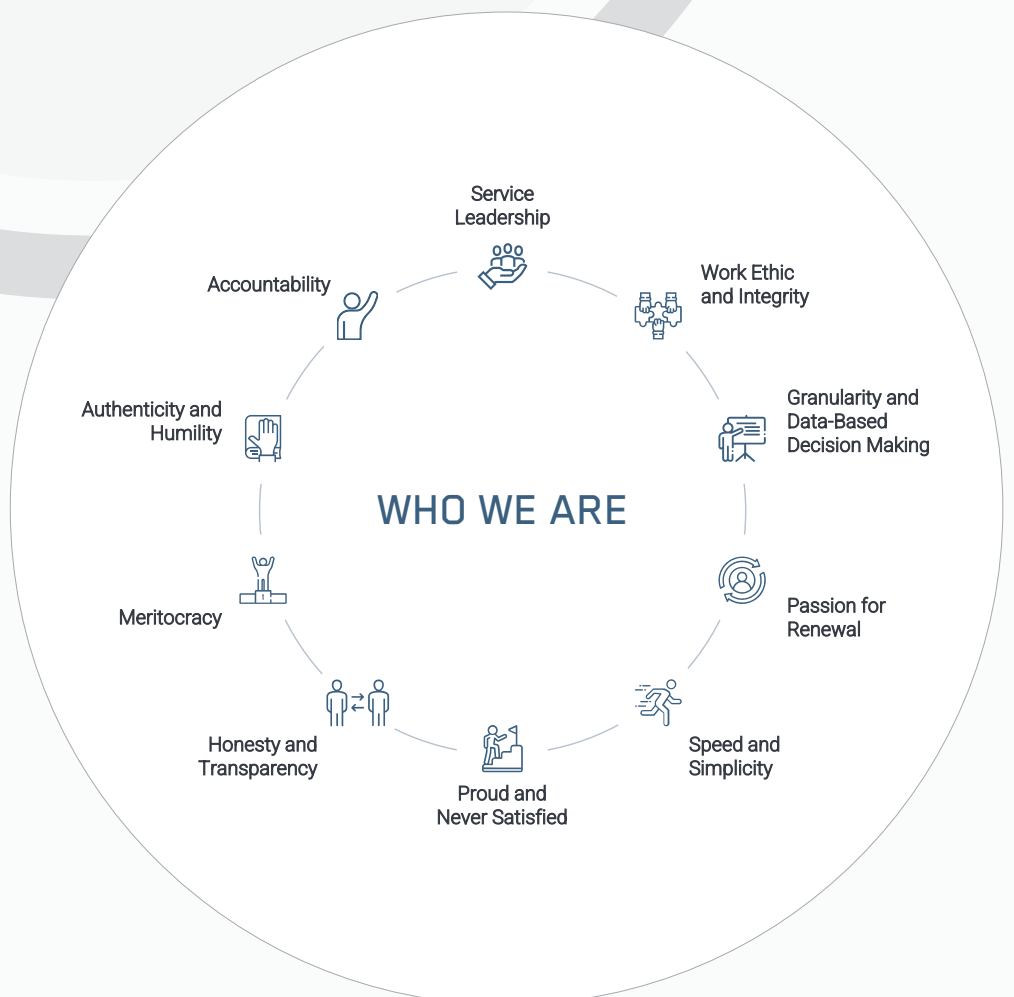 Service
Leadership
Work Ethic
and Integrity
Granularity and
Data-Based
Decision Making
Passion for
Renewal
Speed and
Simplicity
Proud and
Never Satisfied
Honesty and
Transparency
Meritocracy
Authenticity and
Humility
Accountability
WHO WE ARE